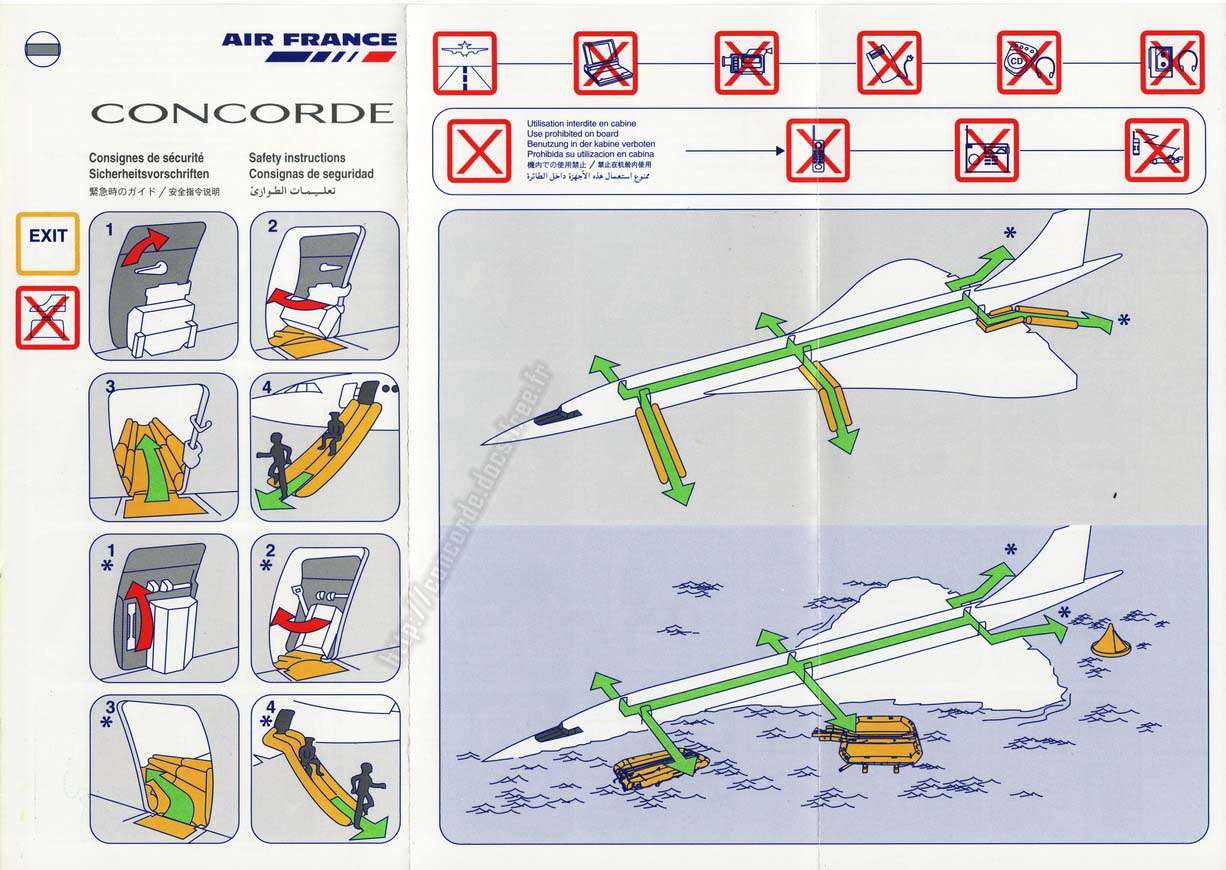 AIR FRANCE
CONCORDE
Consignes de sécurité
Sicherheitsvorschriften
緊急時のガイド / 安全指令说明
Safety instructions
Consignas de seguridad
تعليمات الطوارئ
EXIT
1
2
3
4
1
*
2
*
3
*
4
*
CD
Utilisation interdite en cabine
Use prohibited on board
Benutzung in der kabine verboten
Prohibida su utilizacion en cabina
機内での使用禁止 / 禁止在机舱内使用
ممنوع استعمال هذه الأجهزة داخل الطائرة
*
*
*
*
http://concorde.docs.free.fr